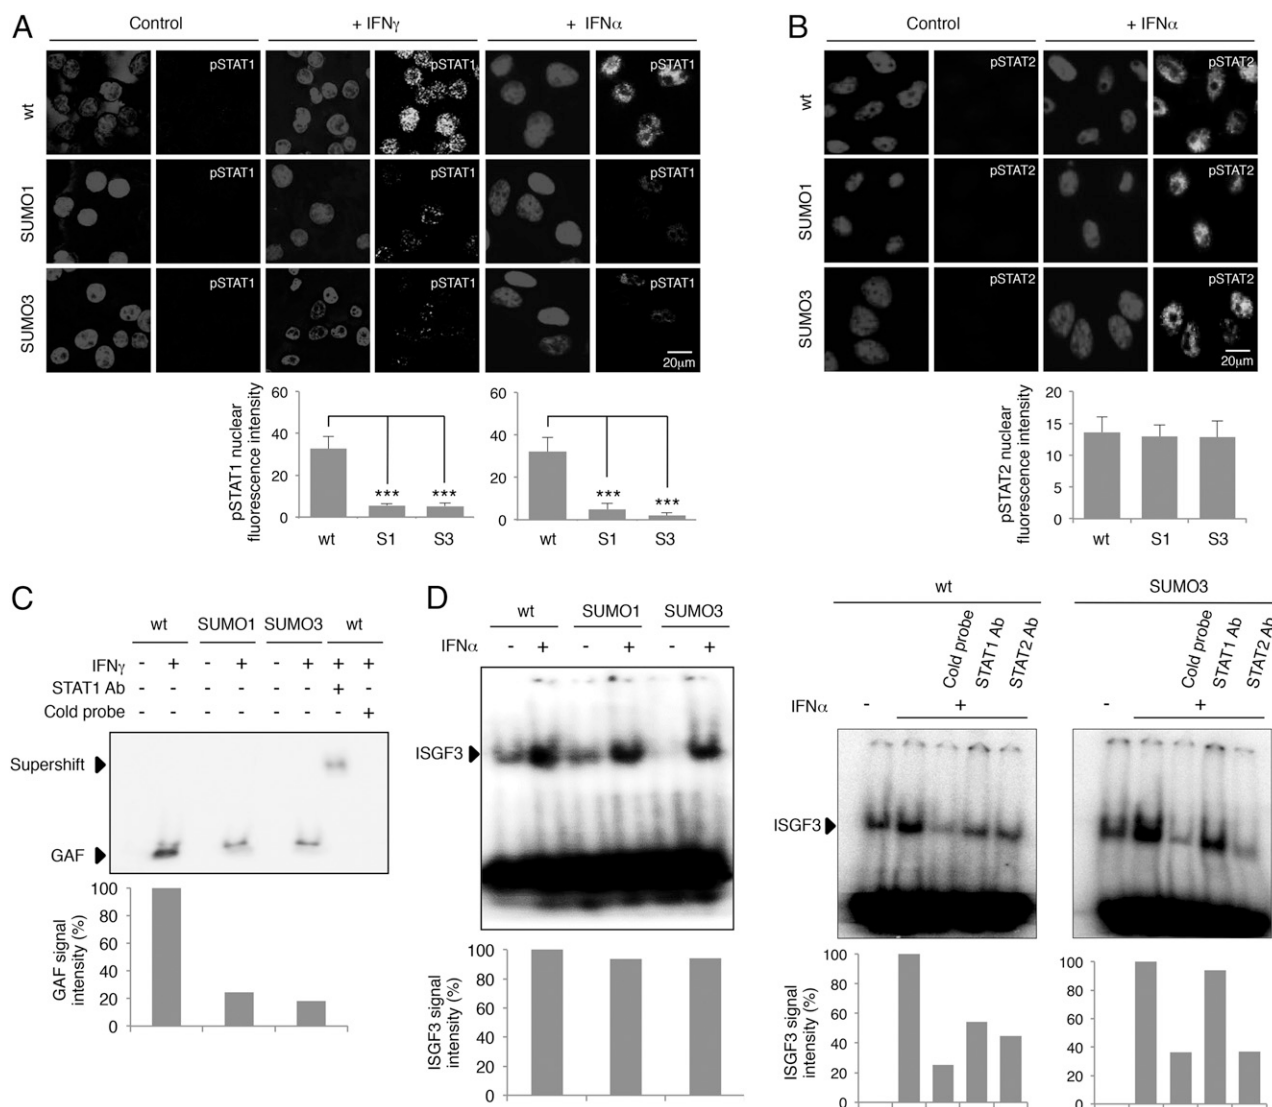 A
Control
+ IFNγ
+ IFNα
wt
pSTAT1
pSTAT1
pSTAT1
SUMO1
pSTAT1
pSTAT1
pSTAT1
SUMO3
pSTAT1
pSTAT1
pSTAT1
20μm
pSTAT1 nuclear
fluorescence intensity
60
40
20
0
***
***
wt
S1
S3
60
40
20
0
***
***
wt
S1
S3
B
Control
+ IFNα
wt
pSTAT2
pSTAT2
SUMO1
pSTAT2
pSTAT2
SUMO3
pSTAT2
pSTAT2
20μm
pSTAT2 nuclear
fluorescence intensity
20
15
10
5
0
wt
S1
S3
C
wt SUMO1 SUMO3 wt
IFNγ - + - + - + + +
STAT1 Ab - - - - - - + -
Cold probe - - - - - - - +
Supershift
GAF
GAF signal
intensity (%)
100
80
60
40
20
0
D
wt SUMO1 SUMO3
IFNα - + - + - +
ISGF3
ISGF3 signal
intensity (%)
100
80
60
40
20
0
wt
Cold probe
STAT1 Ab
STAT2 Ab
IFNα - +
ISGF3
ISGF3 signal
intensity (%)
100
80
60
40
20
0
SUMO3
Cold probe
STAT1 Ab
STAT2 Ab
- +
100
80
60
40
20
0